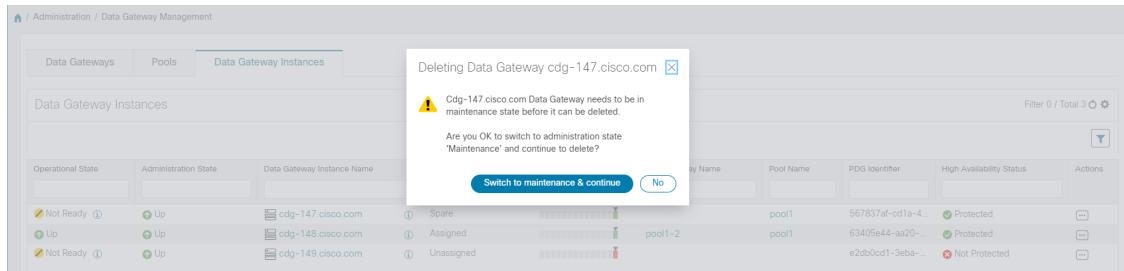 / Administration / Data Gateway Management
Data Gateways Pools Data Gateway Instances
Deleting Data Gateway cdg-147.cisco.com
Cdg-147.cisco.com Data Gateway needs to be in
maintenance state before it can be deleted.
Are you OK to switch to administration state
'Maintenance' and continue to delete?
Switch to maintenance & continue No
Data Gateway Instances Filter 0 / Total 3
Operational State Administration State Data Gateway Instance Name ay Name Pool Name PDG Identifier High Availability Status Actions
Not Ready Up cdg-147.cisco.com Spare pool1 567837af-cd1a-4... Protected
Up Up cdg-148.cisco.com Assigned pool1-2 pool1 63405e44-aa20-... Protected
Not Ready Up cdg-149.cisco.com Unassigned e2db0cd1-3eba-... Not Protected